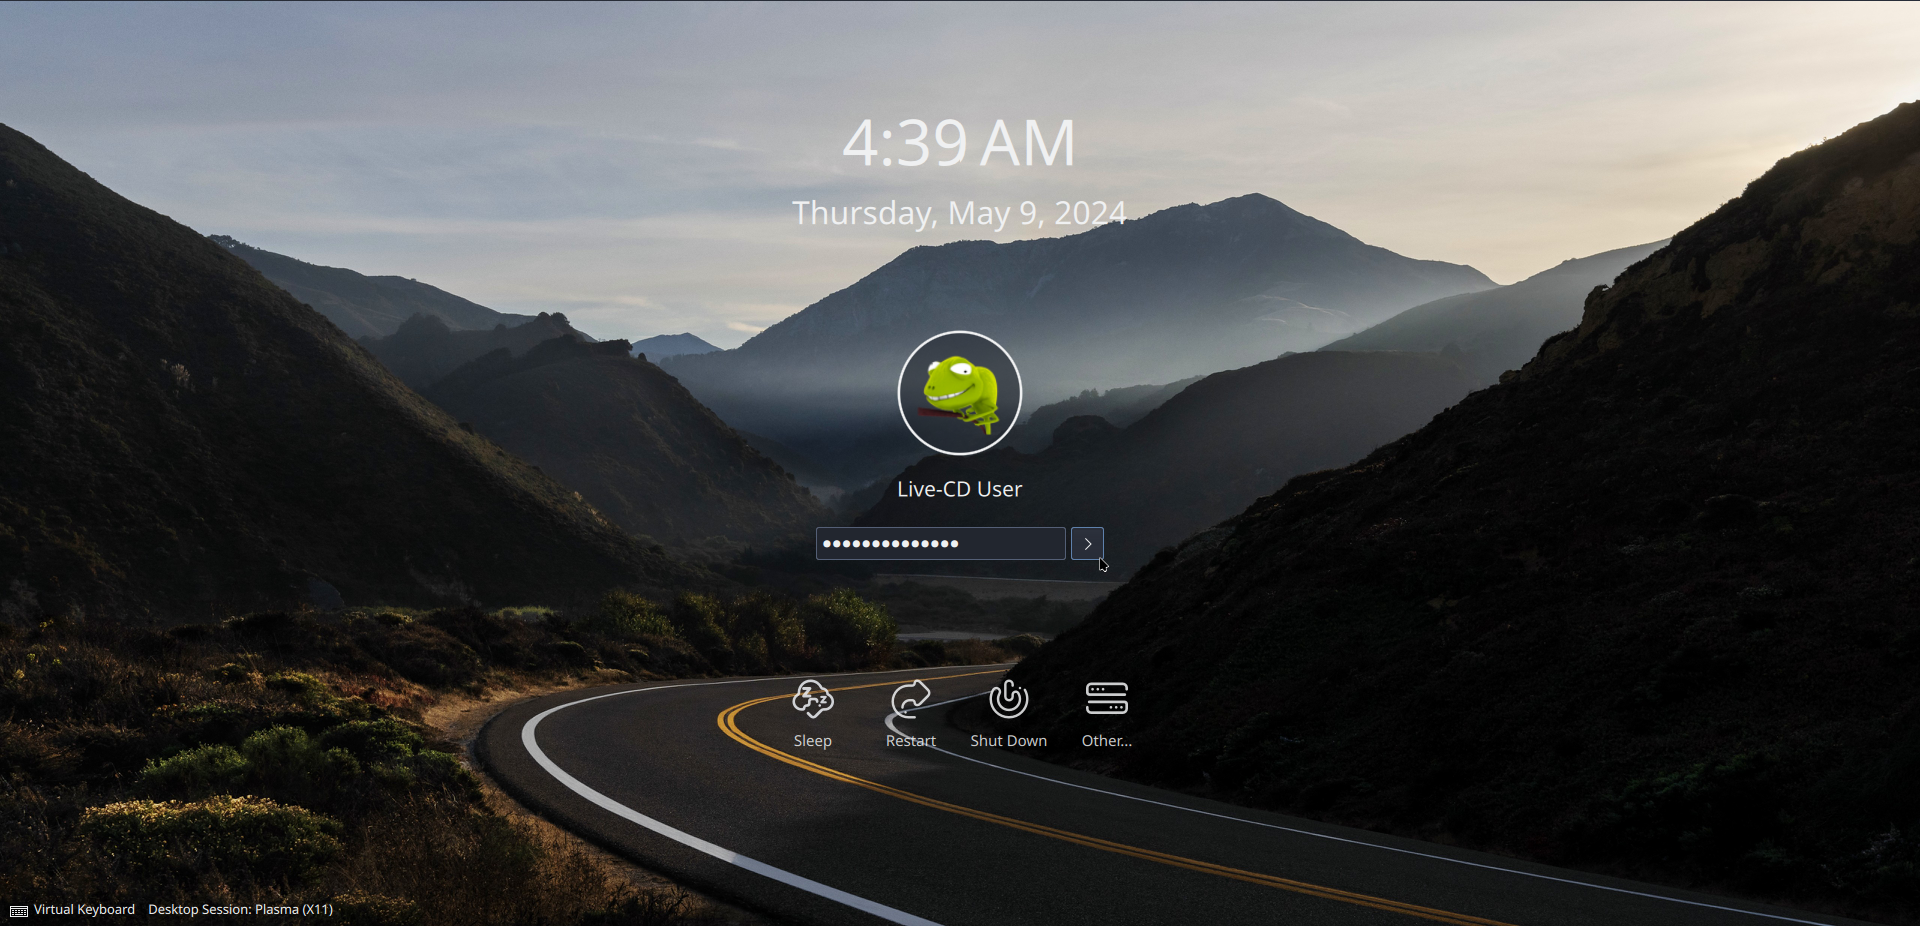 4:39 AM
Thursday, May 9, 2024
Live-CD User
Sleep
Restart
Shut Down
Other...
Virtual Keyboard
Desktop Session: Plasma (X11)